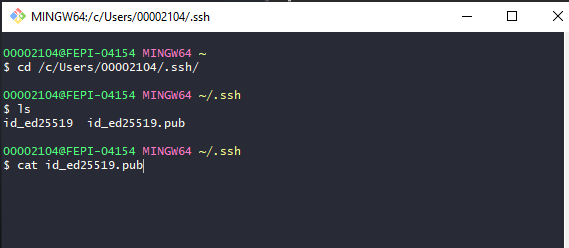 MINGW64:/c/Users/00002104/.ssh
00002104@FEPI-04154 MINGW64 ~
$ cd /c/Users/00002104/.ssh/
00002104@FEPI-04154 MINGW64 ~/.ssh
$ ls
id_ed25519  id_ed25519.pub
00002104@FEPI-04154 MINGW64 ~/.ssh
$ cat id_ed25519.pub